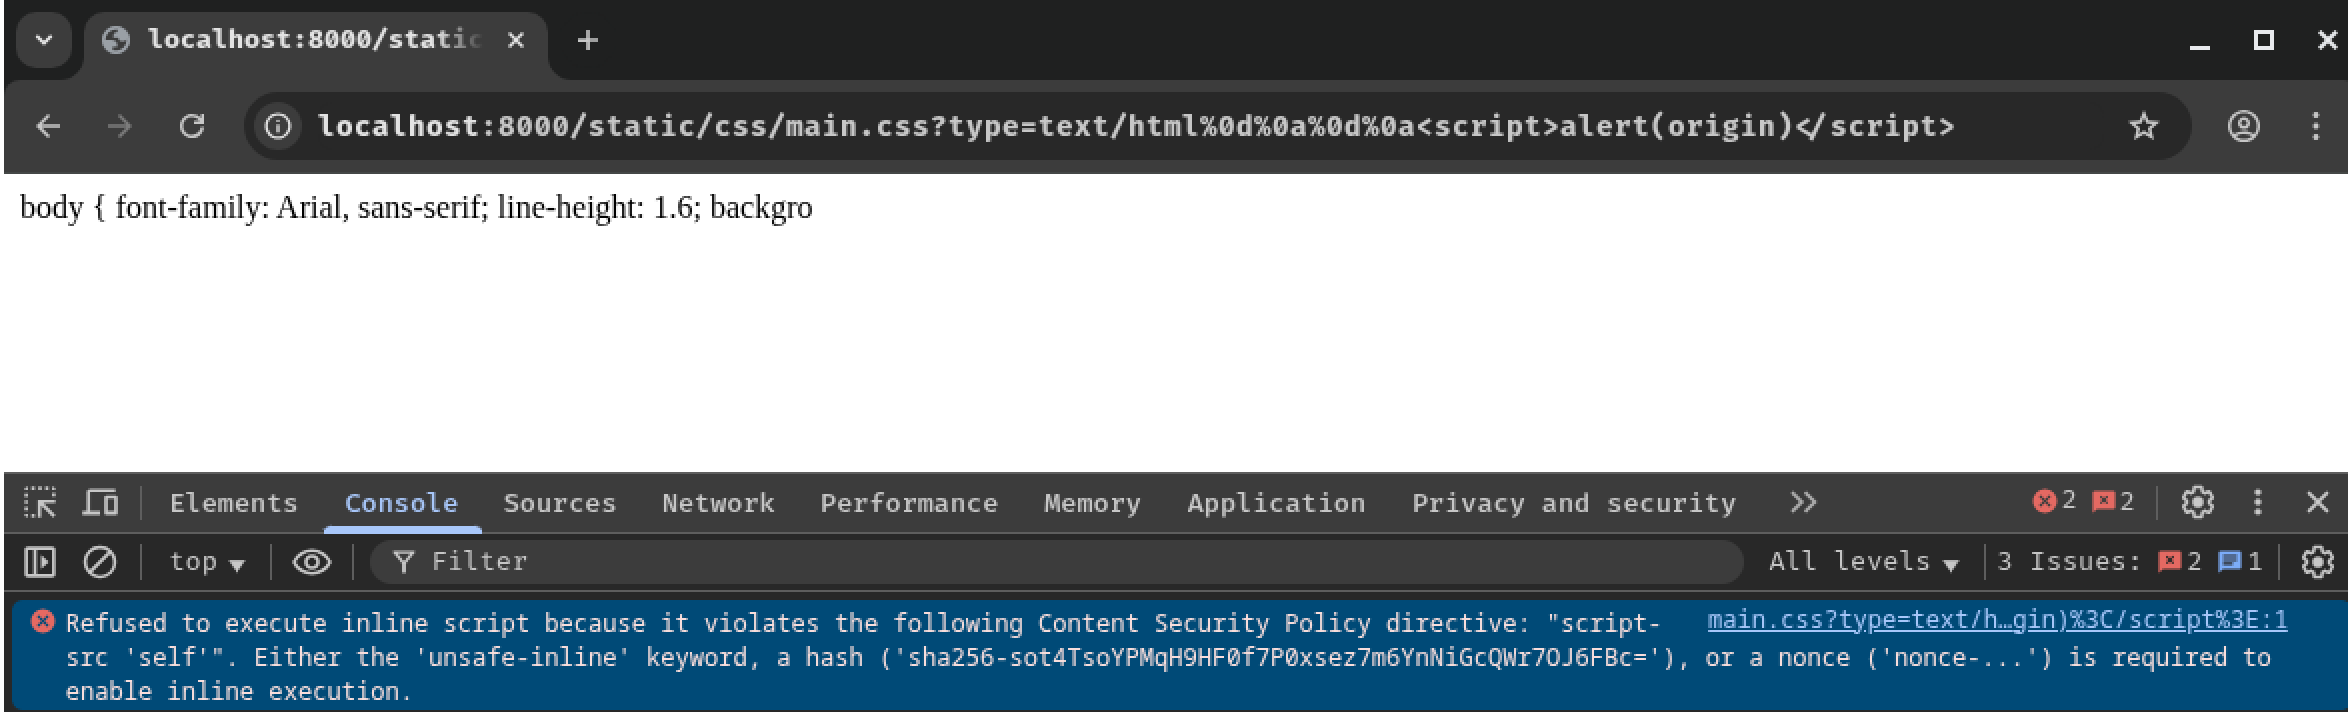 localhost:8000/static
localhost:8000/static/css/main.css?type=text/html%0d%0a%0d%0a<script>alert(origin)</script>
body { font-family: Arial, sans-serif; line-height: 1.6; backgro
Elements Console Sources Network Performance Memory Application Privacy and security 2 2
top Filter All levels 3 Issues: 2 1
Refused to execute inline script because it violates the following Content Security Policy directive: "script- main.css?type=text/h…gin)%3C/script%3E:1
src 'self'". Either the 'unsafe-inline' keyword, a hash ('sha256-sot4TsoYPMqH9HF0f7P0xsez7m6YnNiGcQWr7OJ6FBc='), or a nonce ('nonce-...') is required to
enable inline execution.